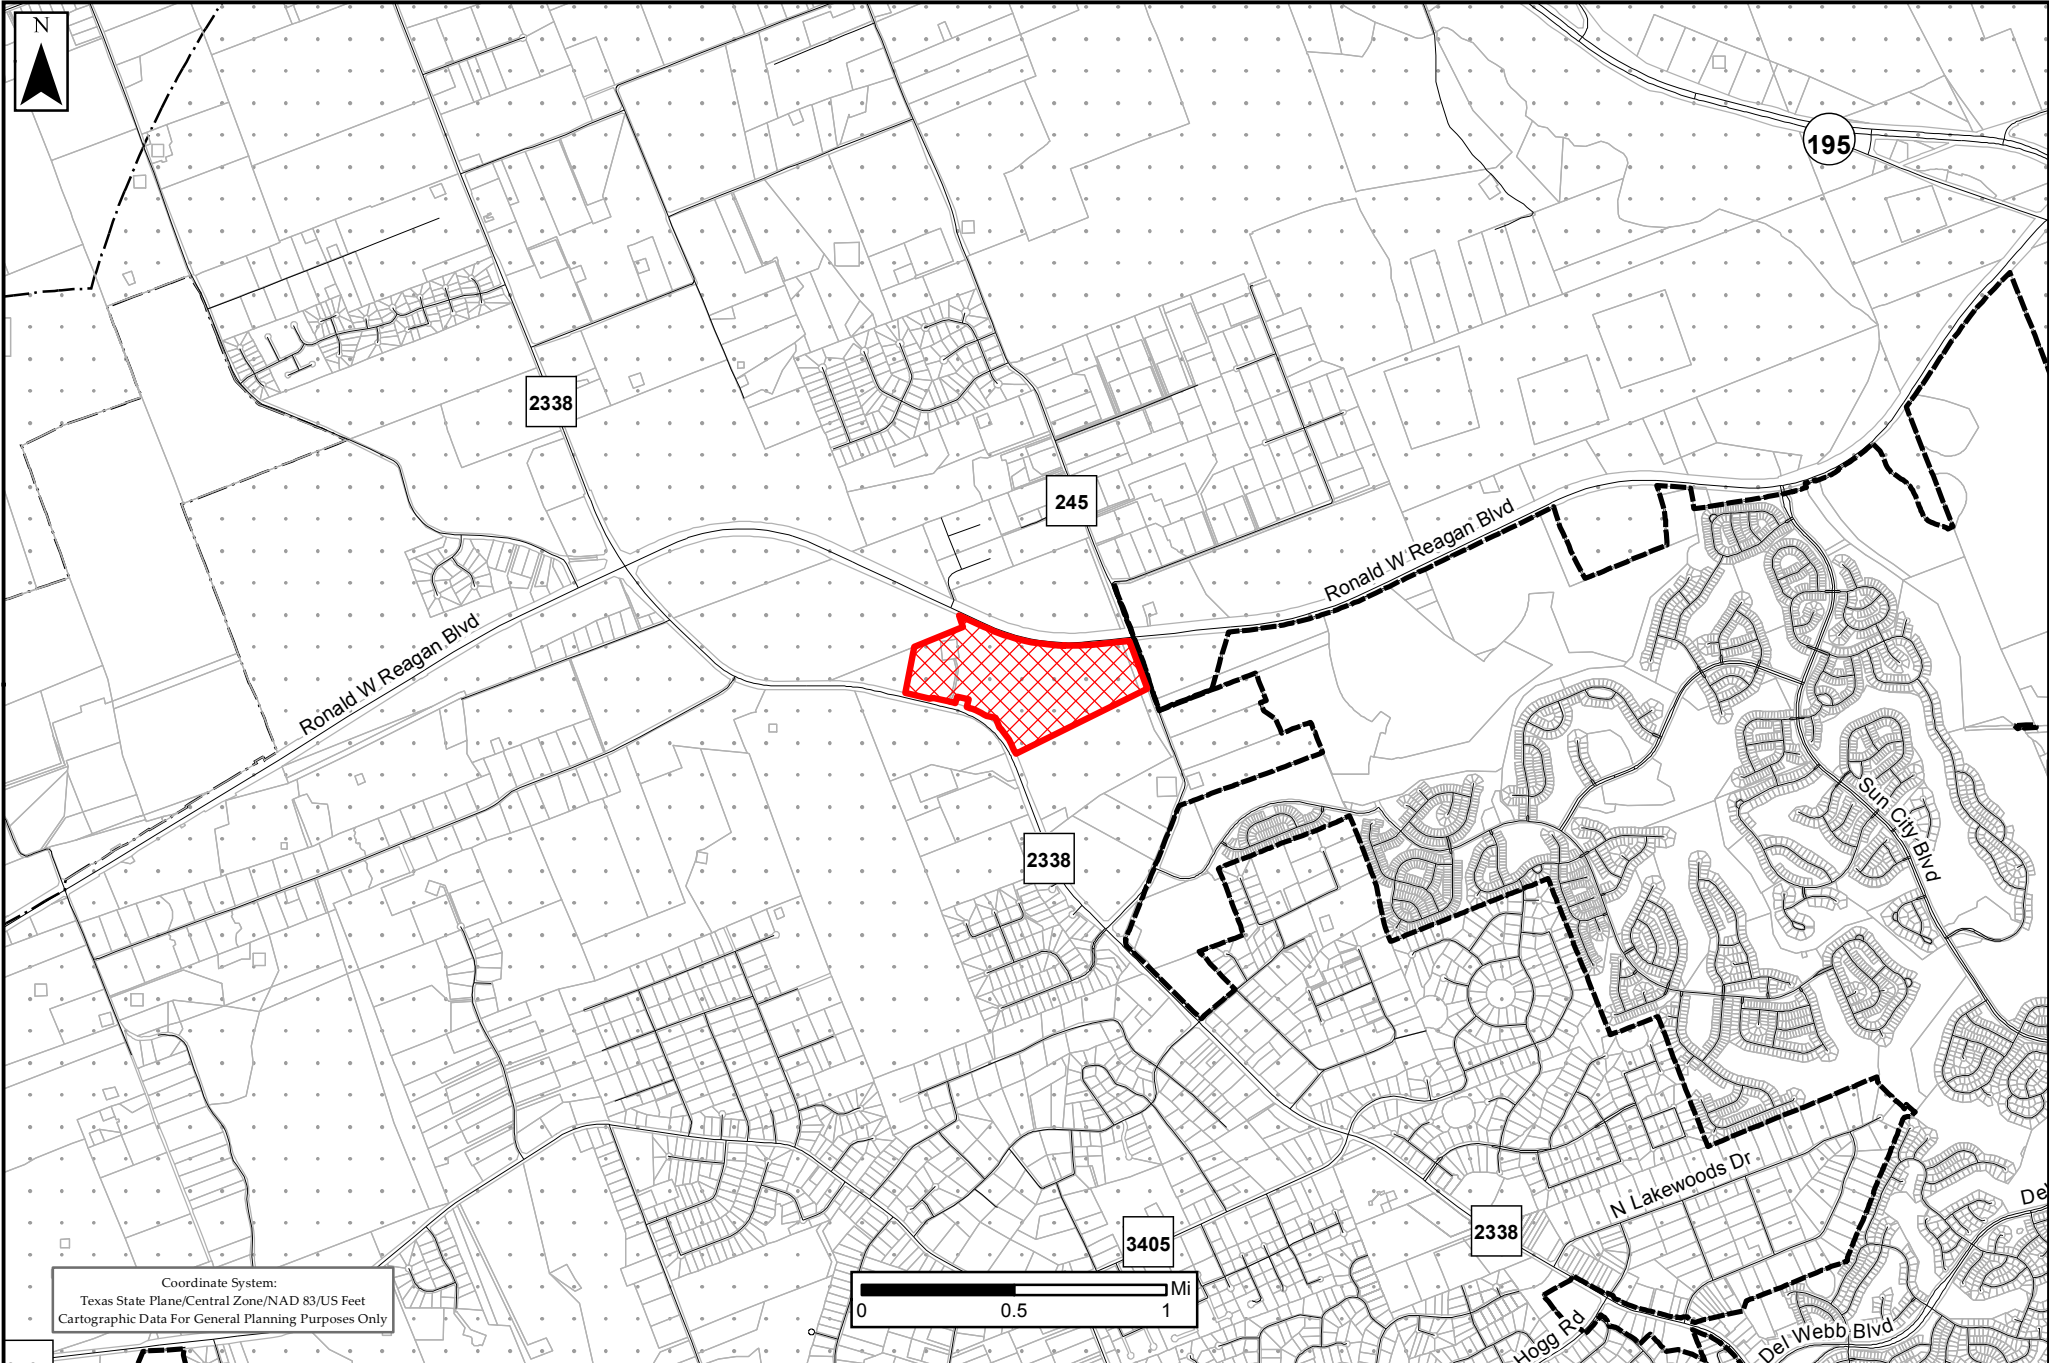 N
195
2338
245
Ronald W Reagan Blvd
Ronald W Reagan Blvd
Sun City Blvd
2338
N Lakewoods Dr
De
3405
2338
Coordinate System:
Texas State Plane/Central Zone/NAD 83/US Feet
Cartographic Data For General Planning Purposes Only
Mi
0 0.5 1
Hogg Rd
Del Webb Blvd